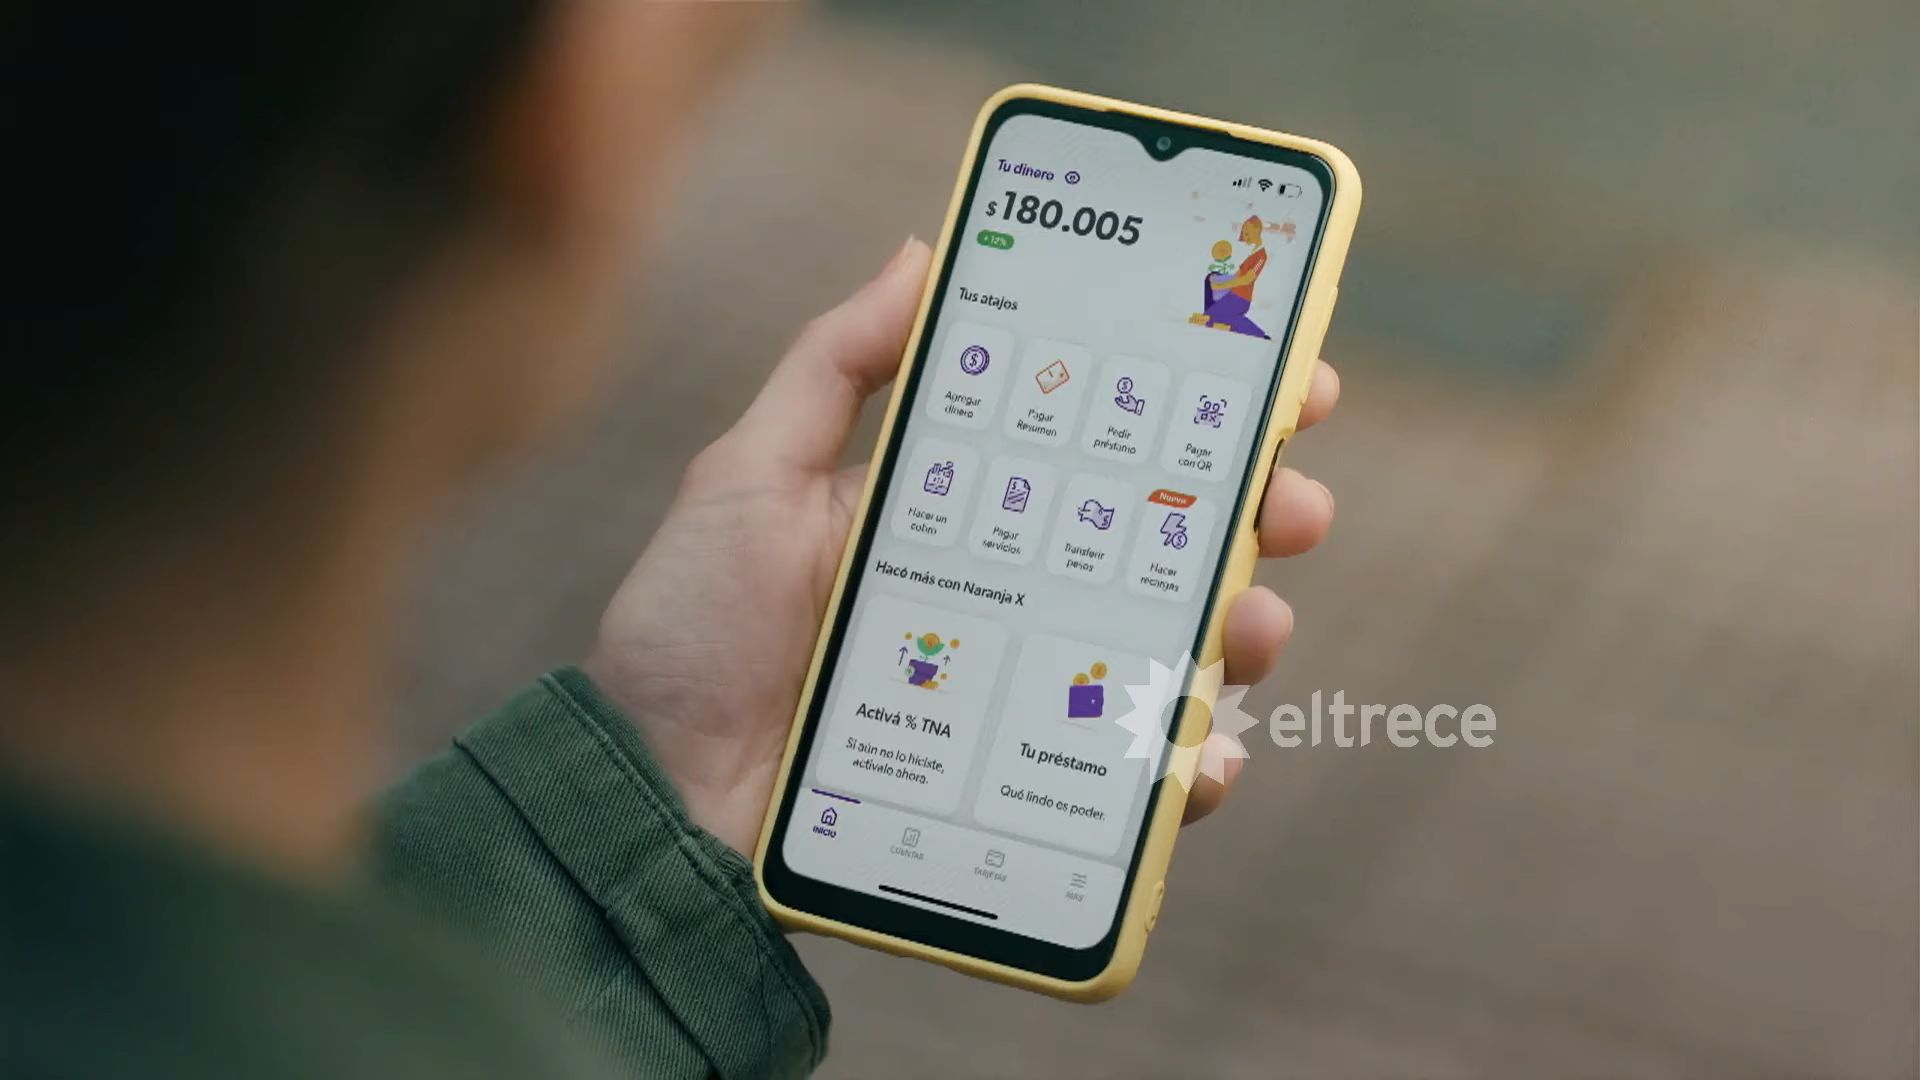 Tu dinero
$180.005
+ 12%
Tus atajos
Agregar
dinero
Pagar
Resumen
Pedir
préstamo
Pagar
con QR
Hacer un
cobro
Pagar
servicios
Transferir
pesos
Nuevo
Hacer
recargas
Hacé más con Naranja X
Activá % TNA
Si aún no lo hiciste,
activalo ahora.
Tu préstamo
Qué lindo es poder.
INICIO
CUENTAS
TARJETAS
MÁS
eltrece